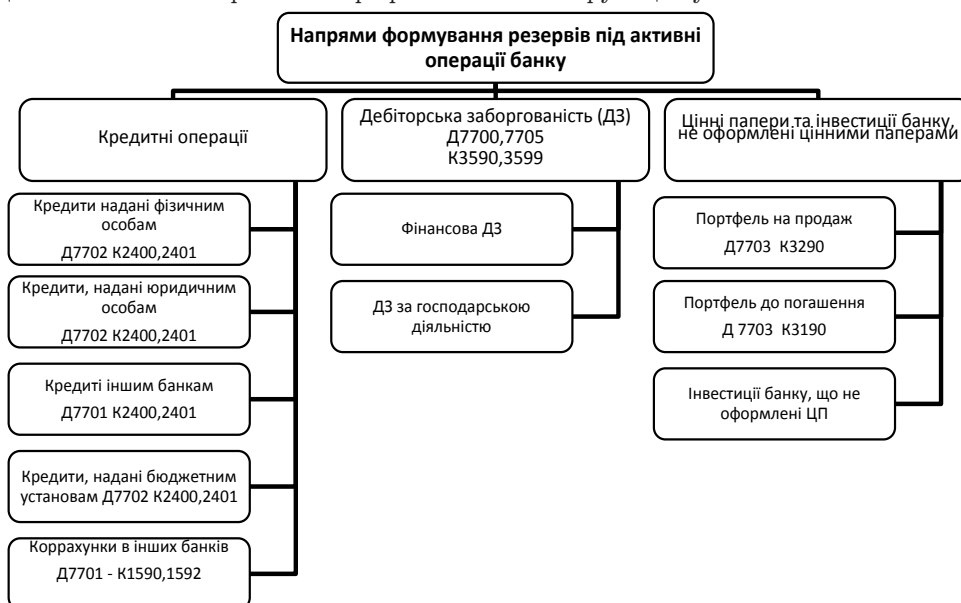 Напрями формування резервів під активні
операції банку
Кредитні операції
Дебіторська заборгованість (ДЗ)
Д7700,7705
К3590,3599
Цінні папери та інвестиції банку,
не оформлені цінними паперами
Кредити надані фізичним
особам
Д7702 К2400,2401
Кредити, надані юридичним
особам
Д7702 К2400,2401
Кредиті іншим банкам
Д7701 К2400,2401
Кредити, надані бюджетним
установам Д7702 К2400,2401
Коррахунки в інших банків
Д7701 - К1590,1592
Фінансова ДЗ
ДЗ за господарською
діяльністю
Портфель на продаж
Д7703 К3290
Портфель до погашення
Д 7703 К3190
Інвестиції банку, що не
оформлені ЦП